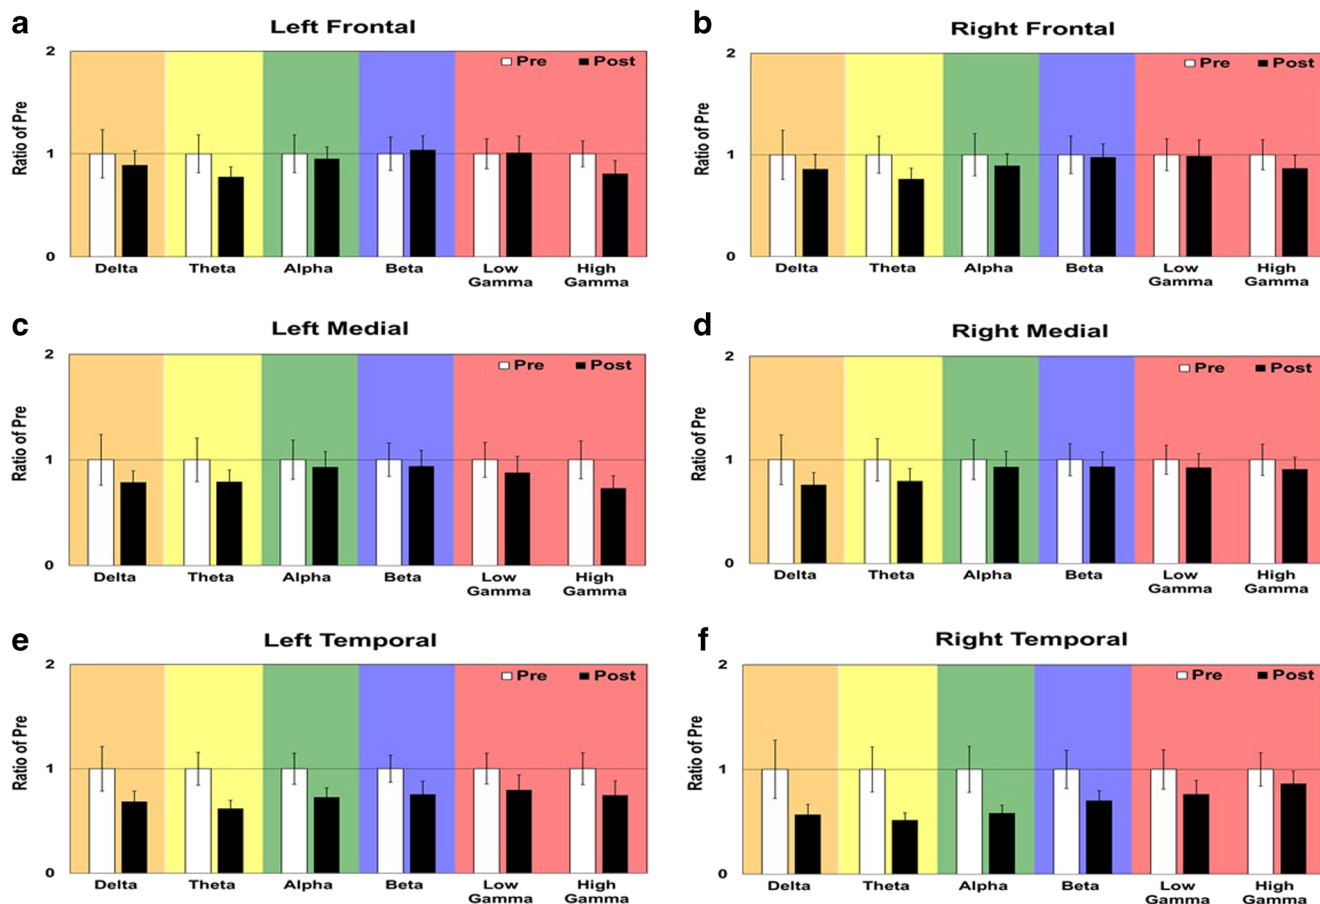 a
Left Frontal
2
Pre Post
Ratio of Pre
1
0
Delta Theta Alpha Beta Low Gamma High Gamma
b
Right Frontal
2
Pre Post
Ratio of Pre
1
0
Delta Theta Alpha Beta Low Gamma High Gamma
c
Left Medial
2
Pre Post
Ratio of Pre
1
0
Delta Theta Alpha Beta Low Gamma High Gamma
d
Right Medial
2
Pre Post
Ratio of Pre
1
0
Delta Theta Alpha Beta Low Gamma High Gamma
e
Left Temporal
2
Pre Post
Ratio of Pre
1
0
Delta Theta Alpha Beta Low Gamma High Gamma
f
Right Temporal
2
Pre Post
Ratio of Pre
1
0
Delta Theta Alpha Beta Low Gamma High Gamma